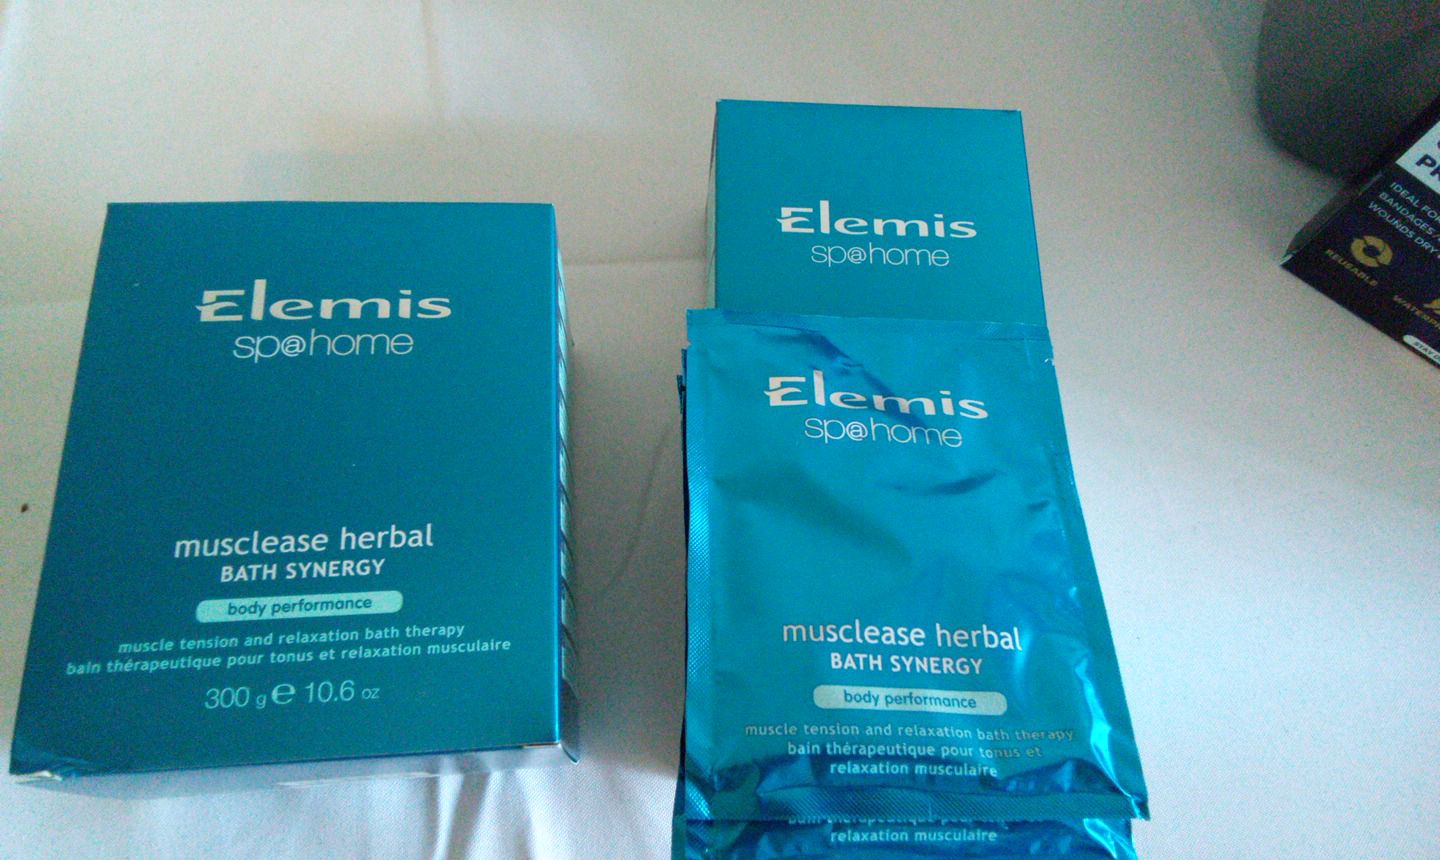 Elemis
sp@home
musclease herbal
BATH SYNERGY
body performance
muscle tension and relaxation bath therapy
bain thérapeutique pour tonus et relaxation musculaire
300 g e 10.6 oz
Elemis
sp@home
Elemis
sp@home
musclease herbal
BATH SYNERGY
body performance
muscle tension and relaxation bath therapy
bain thérapeutique pour tonus et
relaxation musculaire
bain thérapeutique
relaxation musculaire
IDEAL FOR
BANDAGES
WOUNDS DRY
REUSEABLE